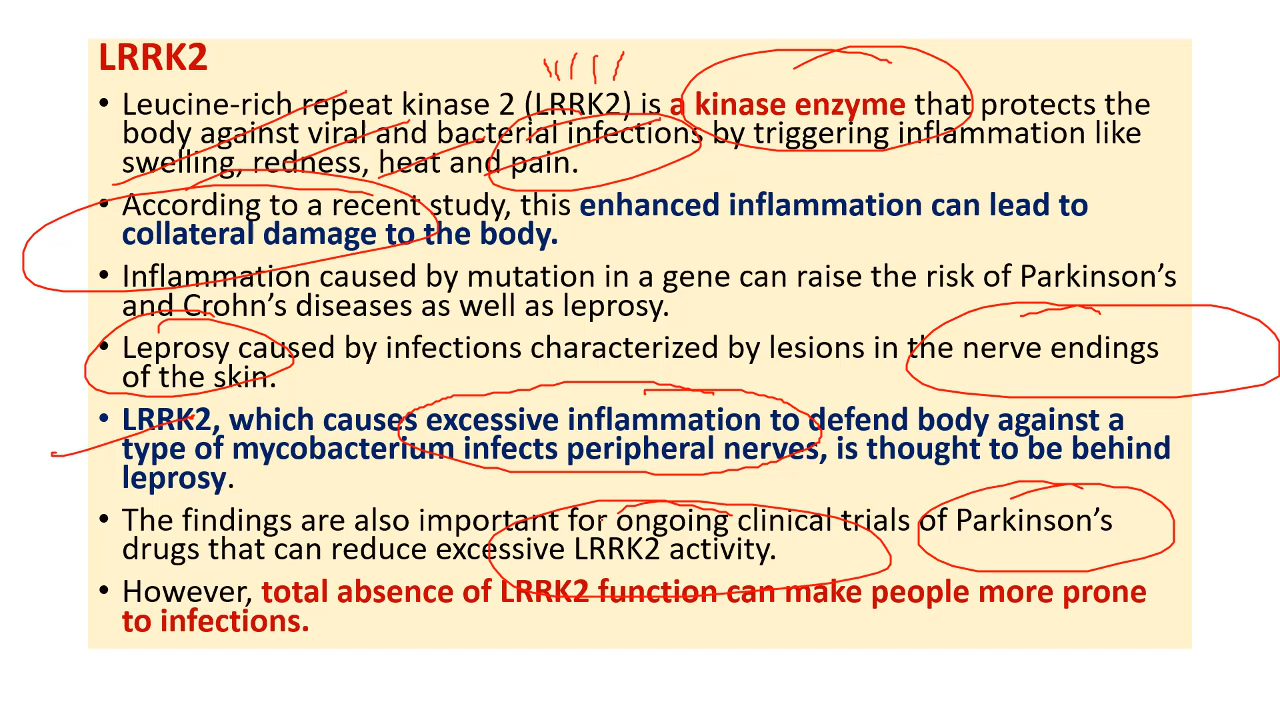 LRRK2
• Leucine-rich repeat kinase 2 (LRRK2) is a kinase enzyme that protects the
body against viral and bacterial infections by triggering inflammation like
swelling, redness, heat and pain.
• According to a recent study, this enhanced inflammation can lead to
collateral damage to the body.
• Inflammation caused by mutation in a gene can raise the risk of Parkinson's
and Crohn's diseases as well as leprosy.
• Leprosy caused by infections characterized by lesions in the nerve endings
of the skin.
• LRRK2, which causes excessive inflammation to defend body against a
type of mycobacterium infects peripheral nerves, is thought to be behind
leprosy.
• The findings are also important for ongoing clinical trials of Parkinson's
drugs that can reduce excessive LRRK2 activity.
• However, total absence of LRRK2 function can make people more prone
to infections.